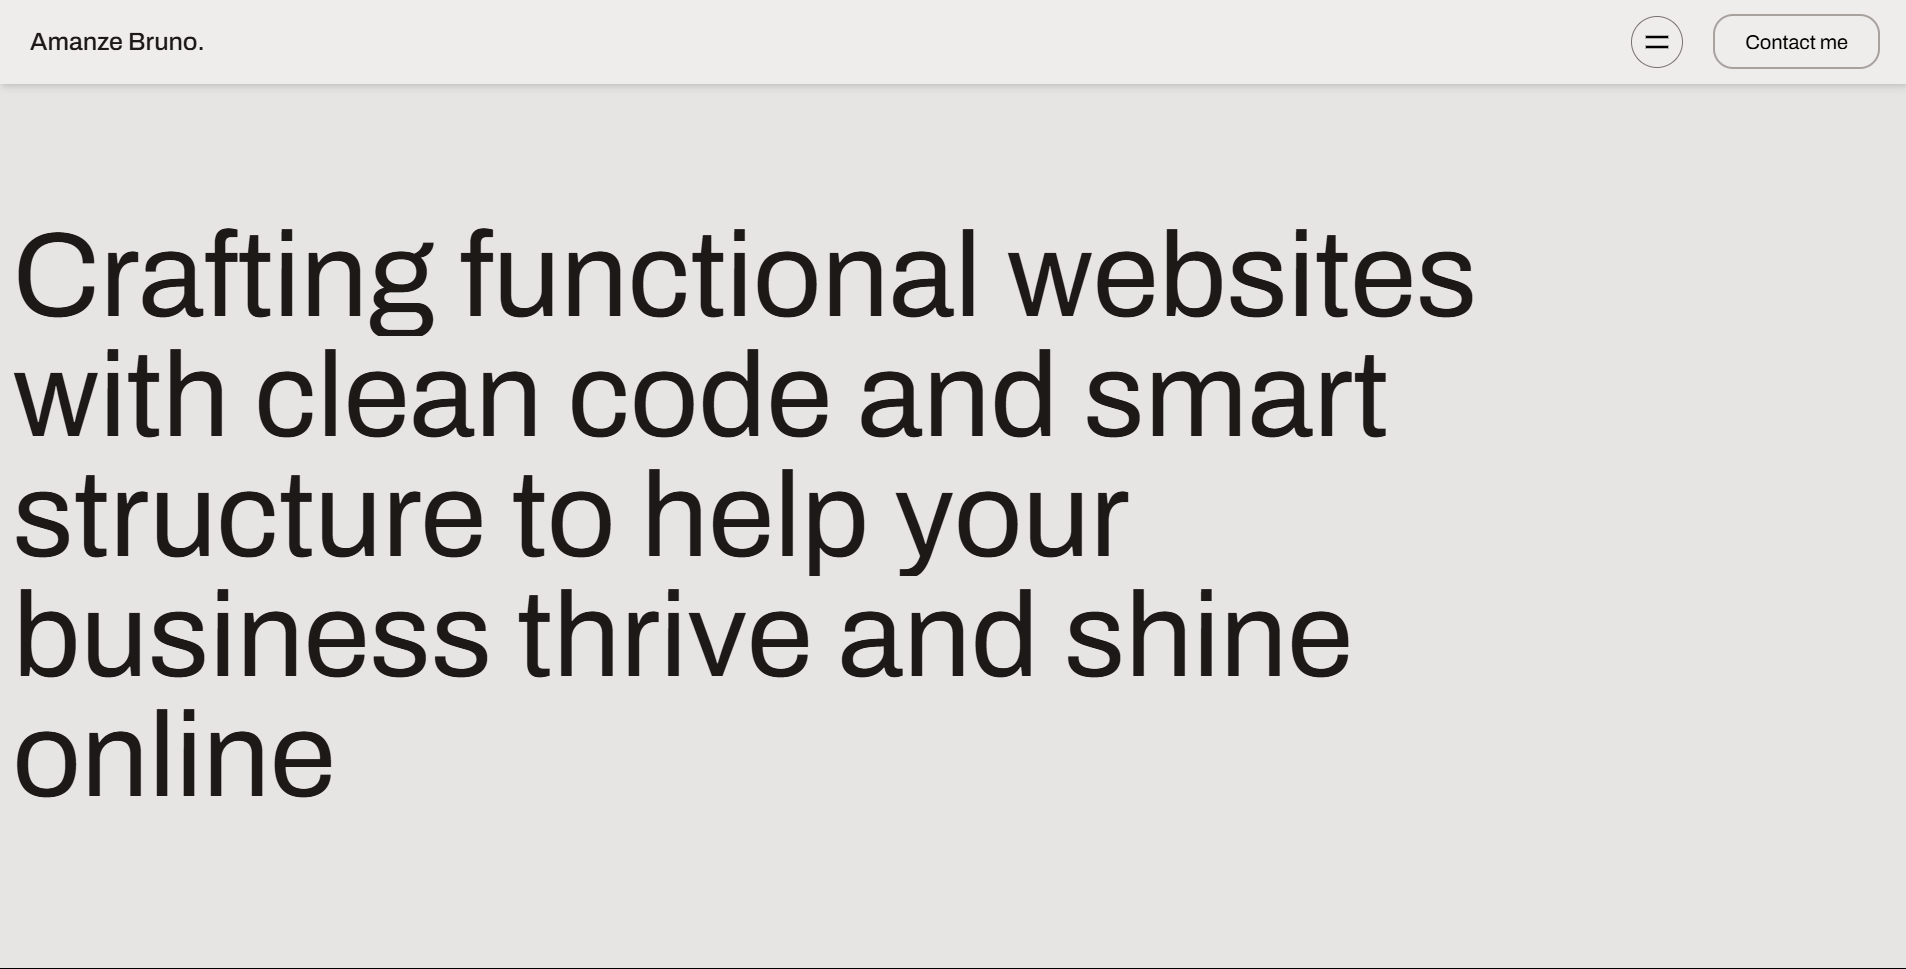 Amanze Bruno.
Contact me
Crafting functional websites
with clean code and smart
structure to help your
business thrive and shine
online